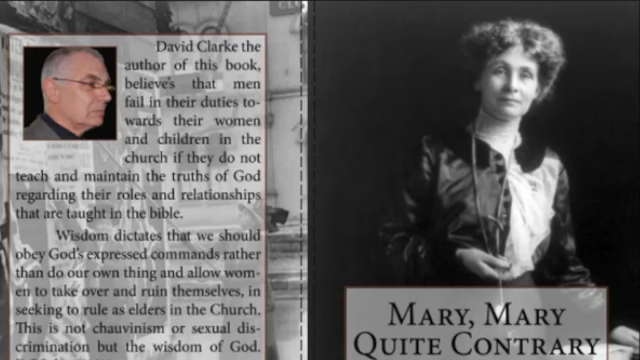 David Clarke the
author of this book,
believe's that men
fail in their duties to-
wards their women
and children in the
church if they do not
teach and maintain the truths of God
regarding their roles and relationships
that are taught in the bible.
Wisdom dictates that we should
obey God's expressed commands rather
than do our own thing and allow wom-
en to take over and ruin themselves, in
seeking to rule as elders in the Church.
This is not chauvinism or sexual dis-
crimination but the wisdom of God.
Mary, Mary
Quite Contrary